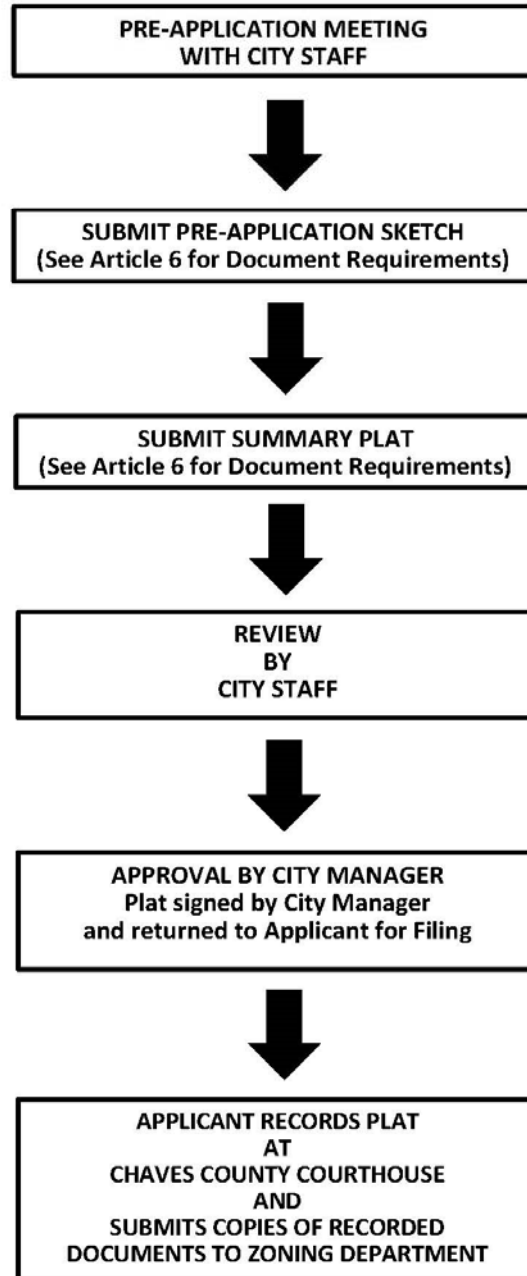 PRE-APPLICATION MEETING
WITH CITY STAFF
SUBMIT PRE-APPLICATION SKETCH
(See Article 6 for Document Requirements)
SUBMIT SUMMARY PLAT
(See Article 6 for Document Requirements)
REVIEW
BY
CITY STAFF
APPROVAL BY CITY MANAGER
Plat signed by City Manager
and returned to Applicant for Filing
APPLICANT RECORDS PLAT
AT
CHAVES COUNTY COURTHOUSE
AND
SUBMITS COPIES OF RECORDED
DOCUMENTS TO ZONING DEPARTMENT